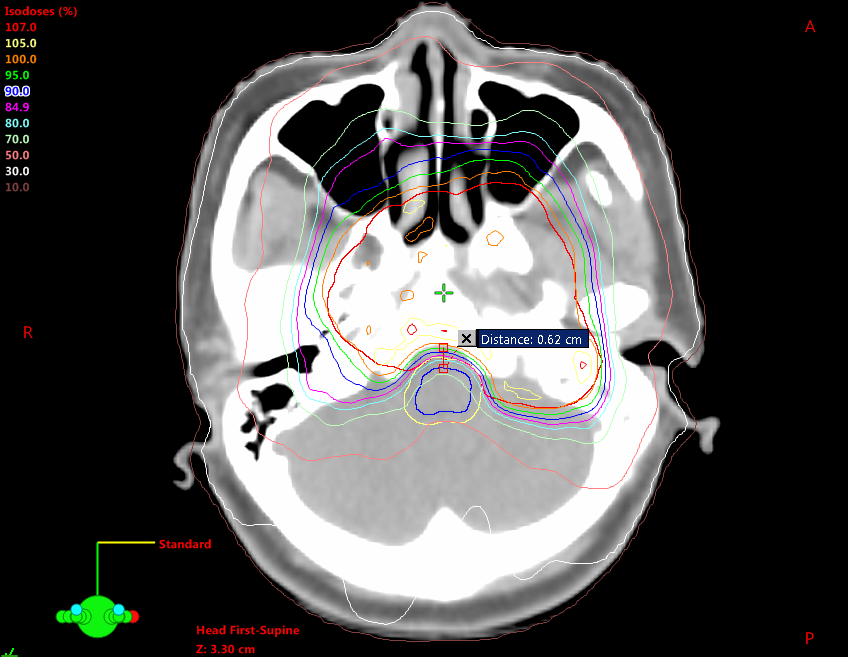 Isodoses (%)
107.0
105.0
100.0
95.0
90.0
84.9
80.0
70.0
50.0
30.0
10.0
A
R
Distance: 0.62 cm
Standard
Head First-Supine
Z: 3.30 cm
P